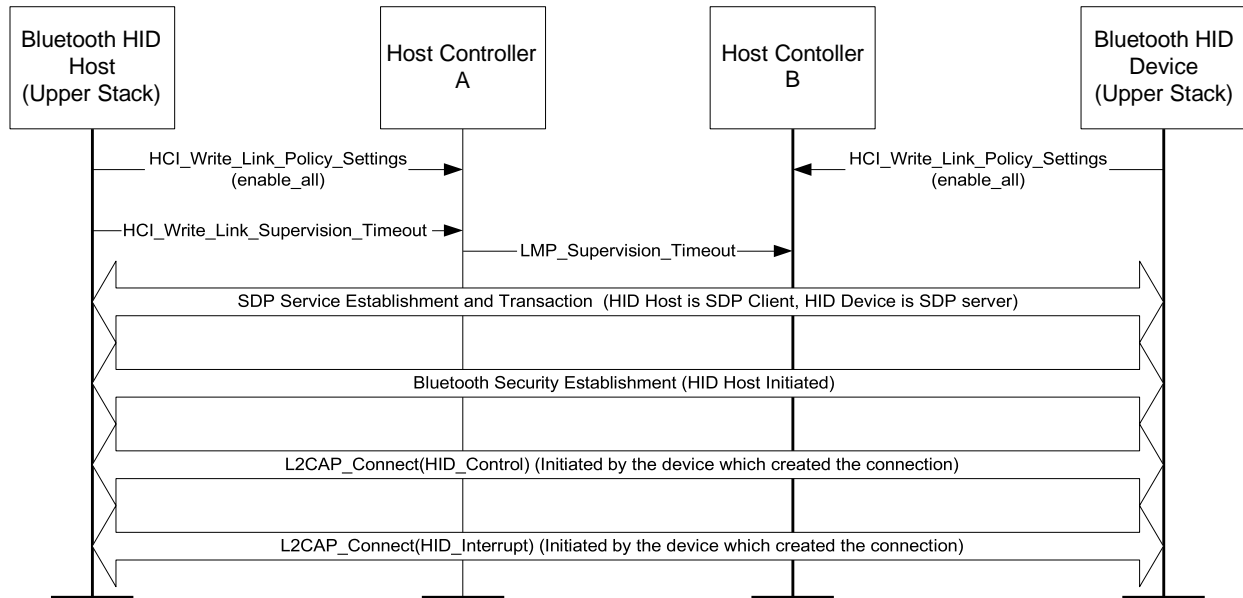 Bluetooth HID
Host
(Upper Stack)
Host Controller
A
Host Contoller
B
Bluetooth HID
Device
(Upper Stack)
HCI_Write_Link_Policy_Settings
(enable_all)
HCI_Write_Link_Policy_Settings
(enable_all)
HCI_Write_Link_Supervision_Timeout
LMP_Supervision_Timeout
SDP Service Establishment and Transaction (HID Host is SDP Client, HID Device is SDP server)
Bluetooth Security Establishment (HID Host Initiated)
L2CAP_Connect(HID_Control) (Initiated by the device which created the connection)
L2CAP_Connect(HID_Interrupt) (Initiated by the device which created the connection)